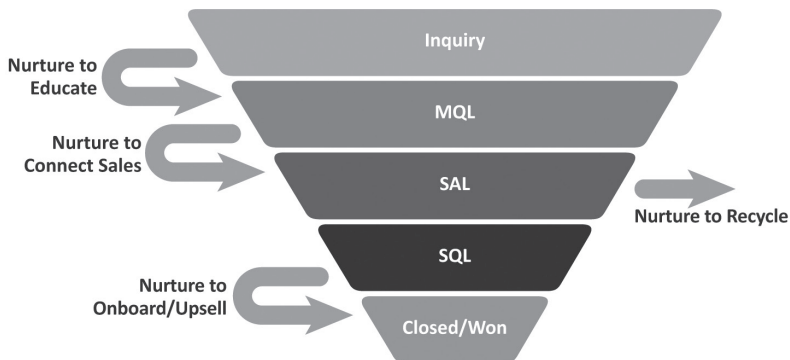 Inquiry
Nurture to
Educate
MQL
Nurture to
Connect Sales
SAL
Nurture to Recycle
SQL
Nurture to
Onboard/Upsell
Closed/Won